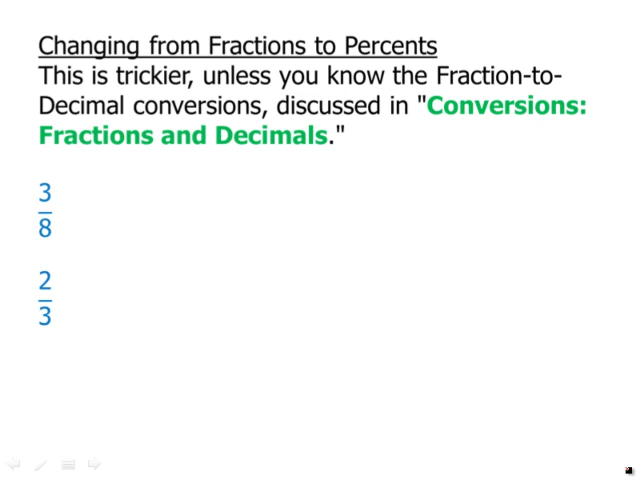 Changing from Fractions to Percents
This is trickier, unless you know the Fraction-to-
Decimal conversions, discussed in "Conversions:
Fractions and Decimals."
3
8
2
3